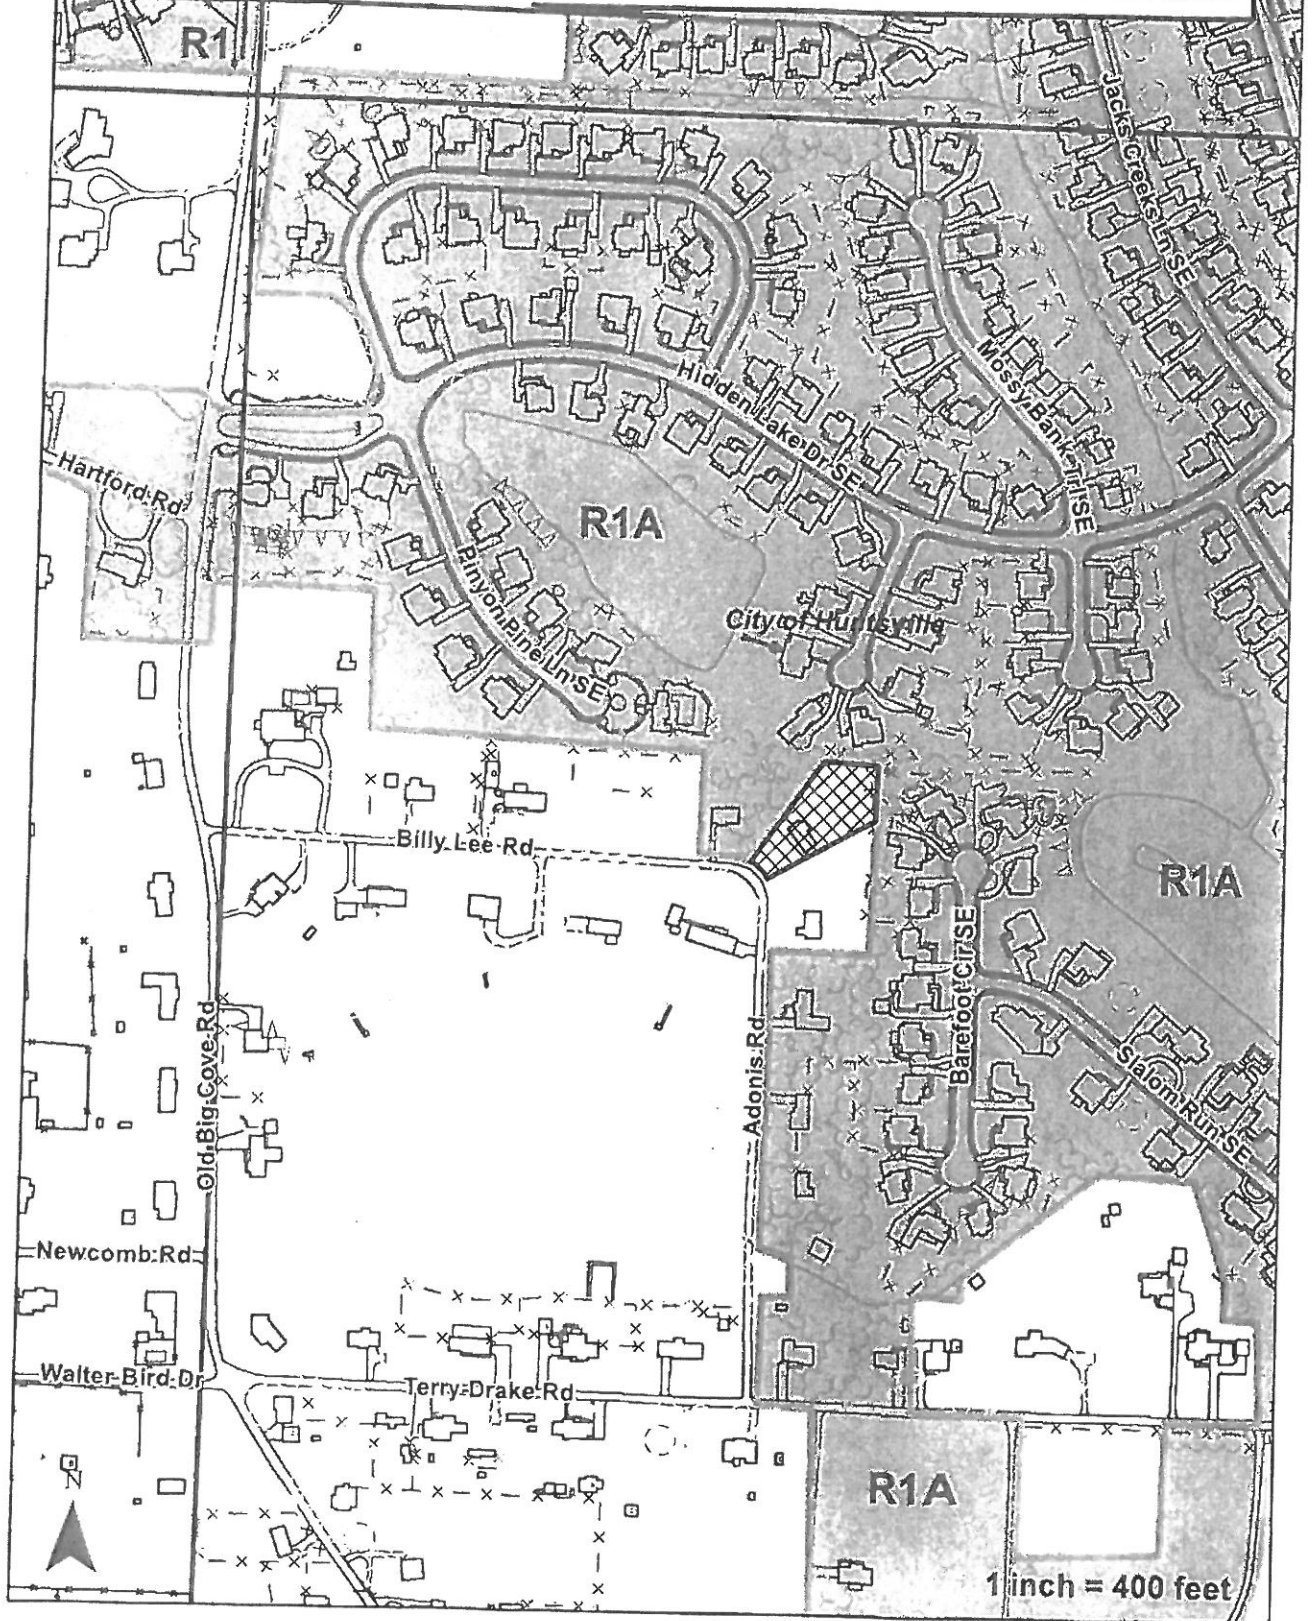 R1
Jacks Creeks Ln SE
Hidden Lake Dr SE
Mossy Bank Trl SE
Hartford Rd
R1A
Pinyon Pine Ln SE
City of Huntsville
Billy Lee Rd
R1A
Barefoot Cir SE
Old Big Cove Rd
Adonis Rd
Slalom Run SE
Newcomb Rd
Walter Bird Dr
Terry Drake Rd
N
R1A
1 inch = 400 feet